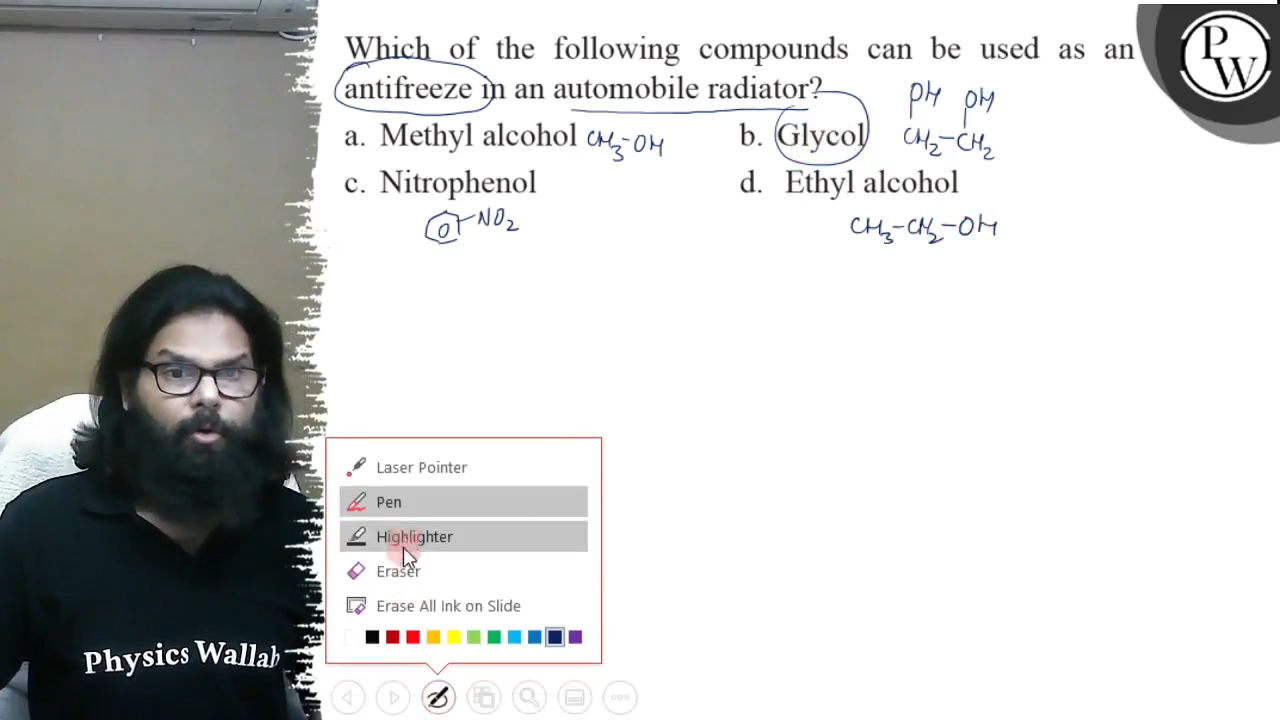 Which of the following compounds can be used as an
antifreeze in an automobile radiator?
a. Methyl alcohol CH3-OH
b. Glycol
OH OH
CH2-CH2
c. Nitrophenol
NO2
d. Ethyl alcohol
CH3-CH2-OH
PW
Laser Pointer
Pen
Highlighter
Eraser
Erase All Ink on Slide
Physics Wallah